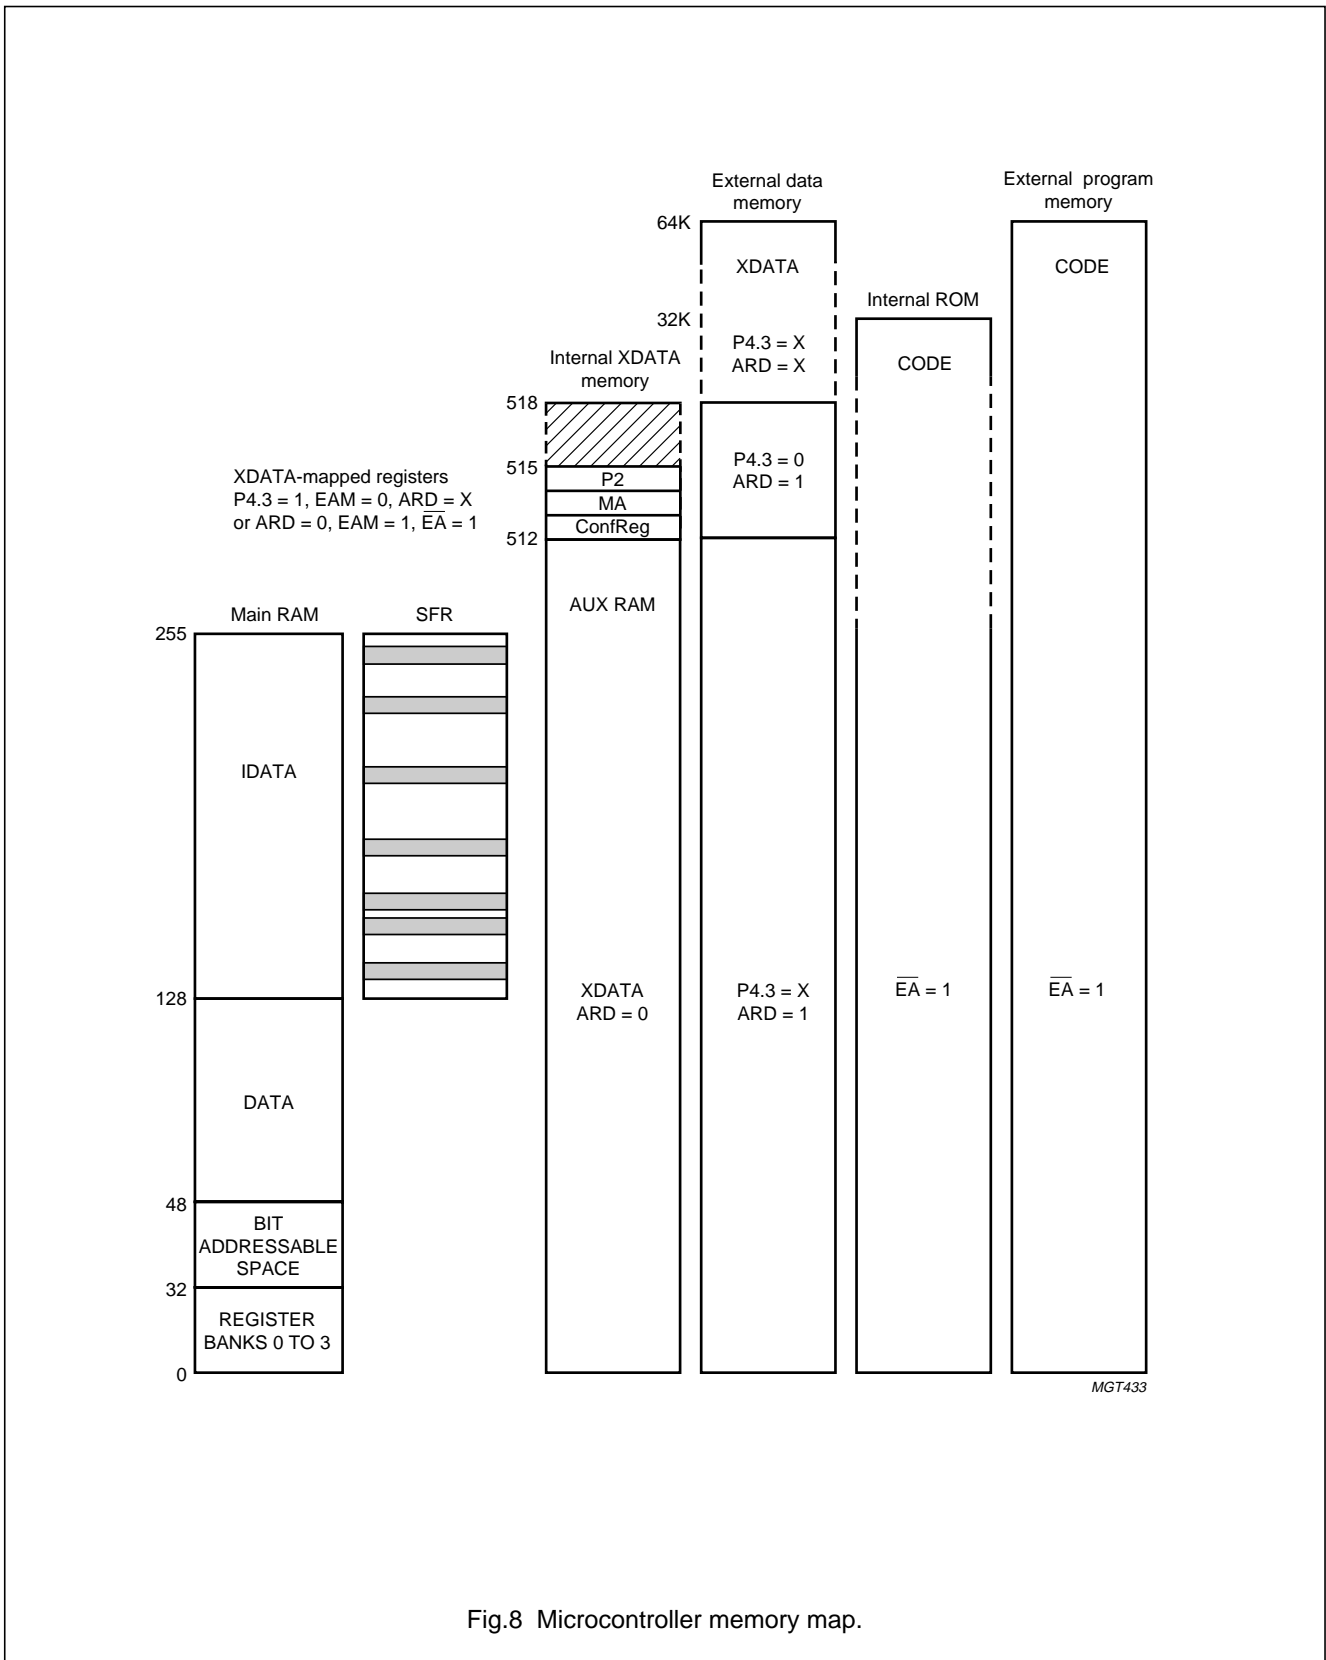 External data
memory
External program
memory
64K
XDATA
CODE
Internal ROM
32K
P4.3 = X
ARD = X
CODE
Internal XDATA
memory
518
515
P2
MA
ConfReg
512
P4.3 = 0
ARD = 1
XDATA-mapped registers
P4.3 = 1, EAM = 0, ARD = X
or ARD = 0, EAM = 1, E̅A̅ = 1
AUX RAM
Main RAM
SFR
255
IDATA
128
XDATA
ARD = 0
P4.3 = X
ARD = 1
E̅A̅ = 1
E̅A̅ = 1
DATA
48
BIT
ADDRESSABLE
SPACE
32
REGISTER
BANKS 0 TO 3
0
MGT433
Fig.8 Microcontroller memory map.